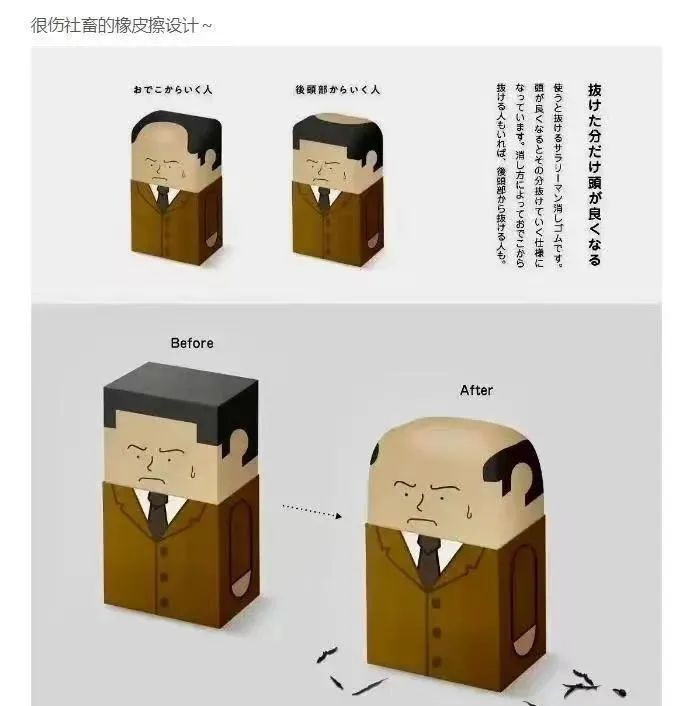 很伤社畜的橡皮擦设计~
おでこからいく人
後頭部からいく人
抜けた分だけ頭が良くなる
使うと抜けるサラリーマン消しゴムです。
頭が良くなるとその分抜けていく仕様に
なっています。消し方によっておでこから
抜ける人もいれば、後頭部から抜ける人も。
Before
After